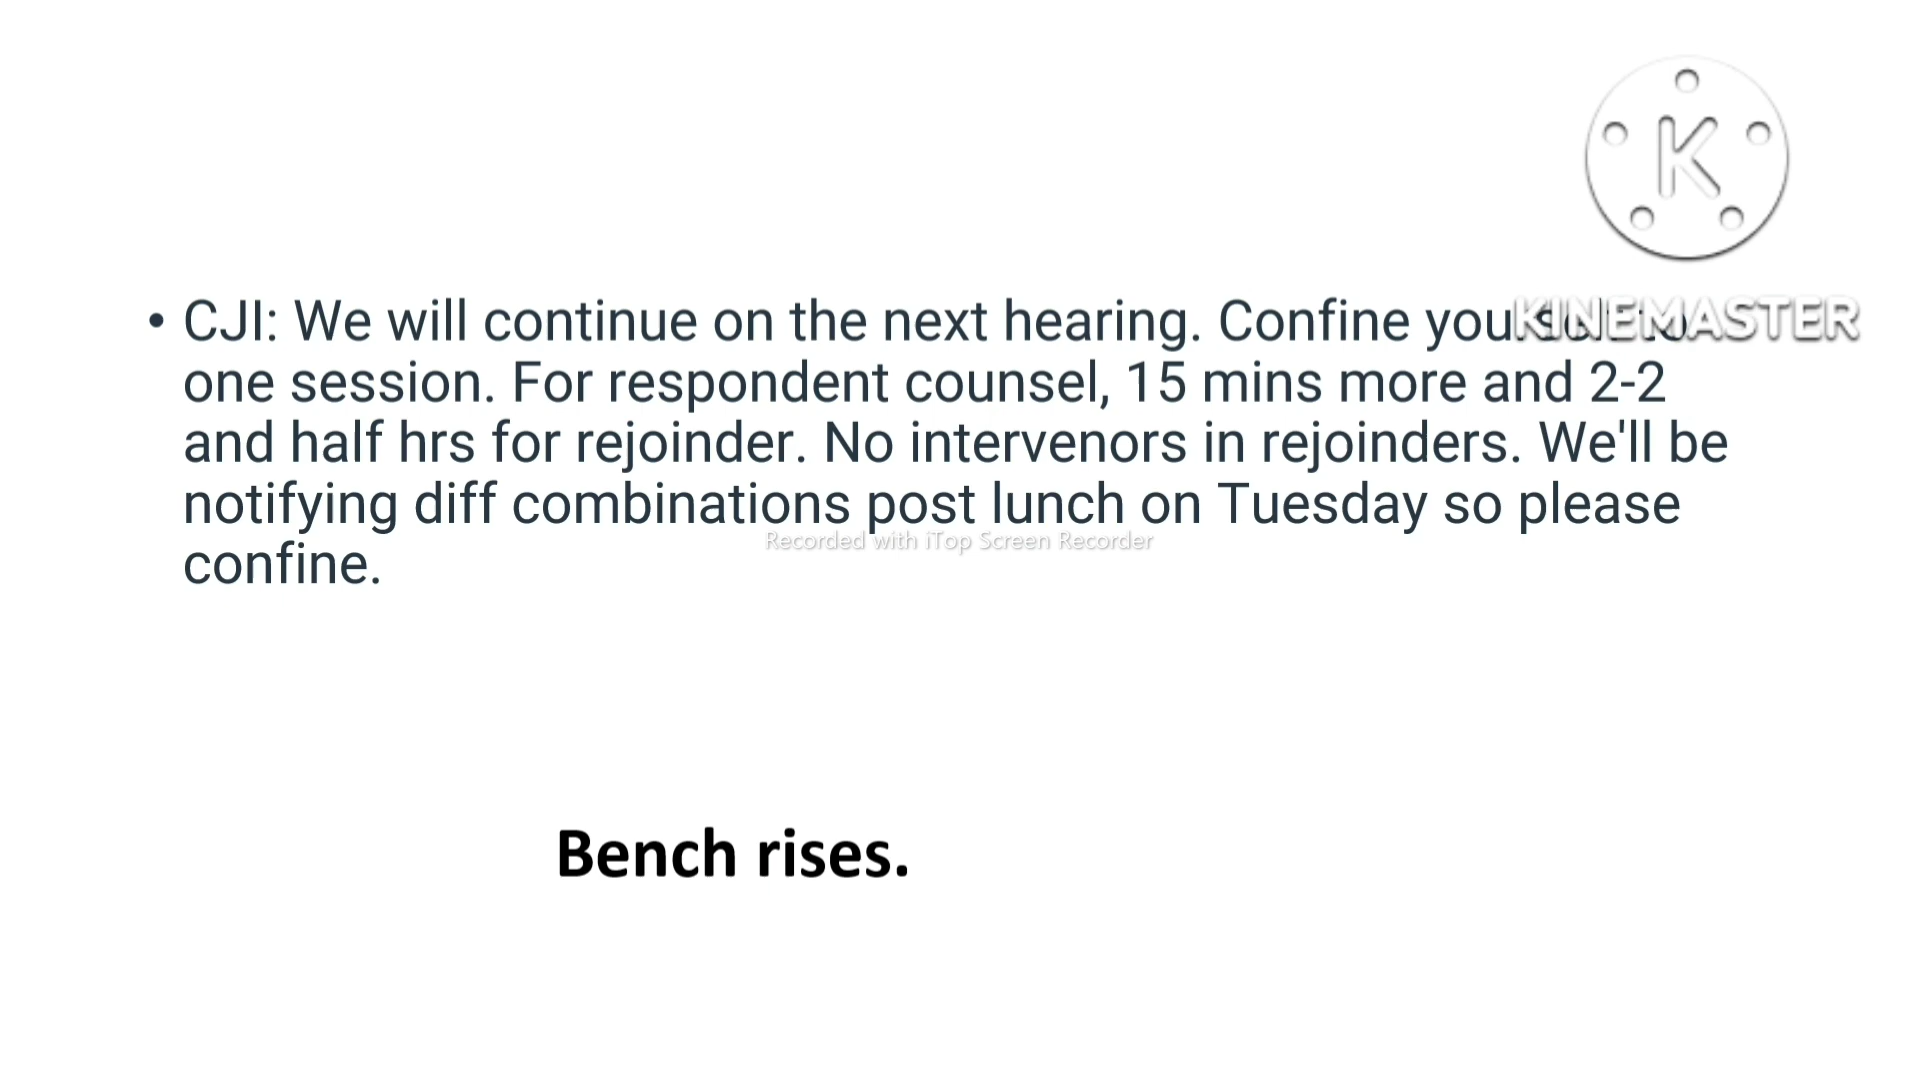 K
KINEMASTER
• CJI: We will continue on the next hearing. Confine
one session. For respondent counsel, 15 mins more and 2-2
and half hrs for rejoinder. No intervenors in rejoinders. We'll be
notifying diff combinations post lunch on Tuesday so please
Recorded with iTop Screen Recorder
confine.
Bench rises.